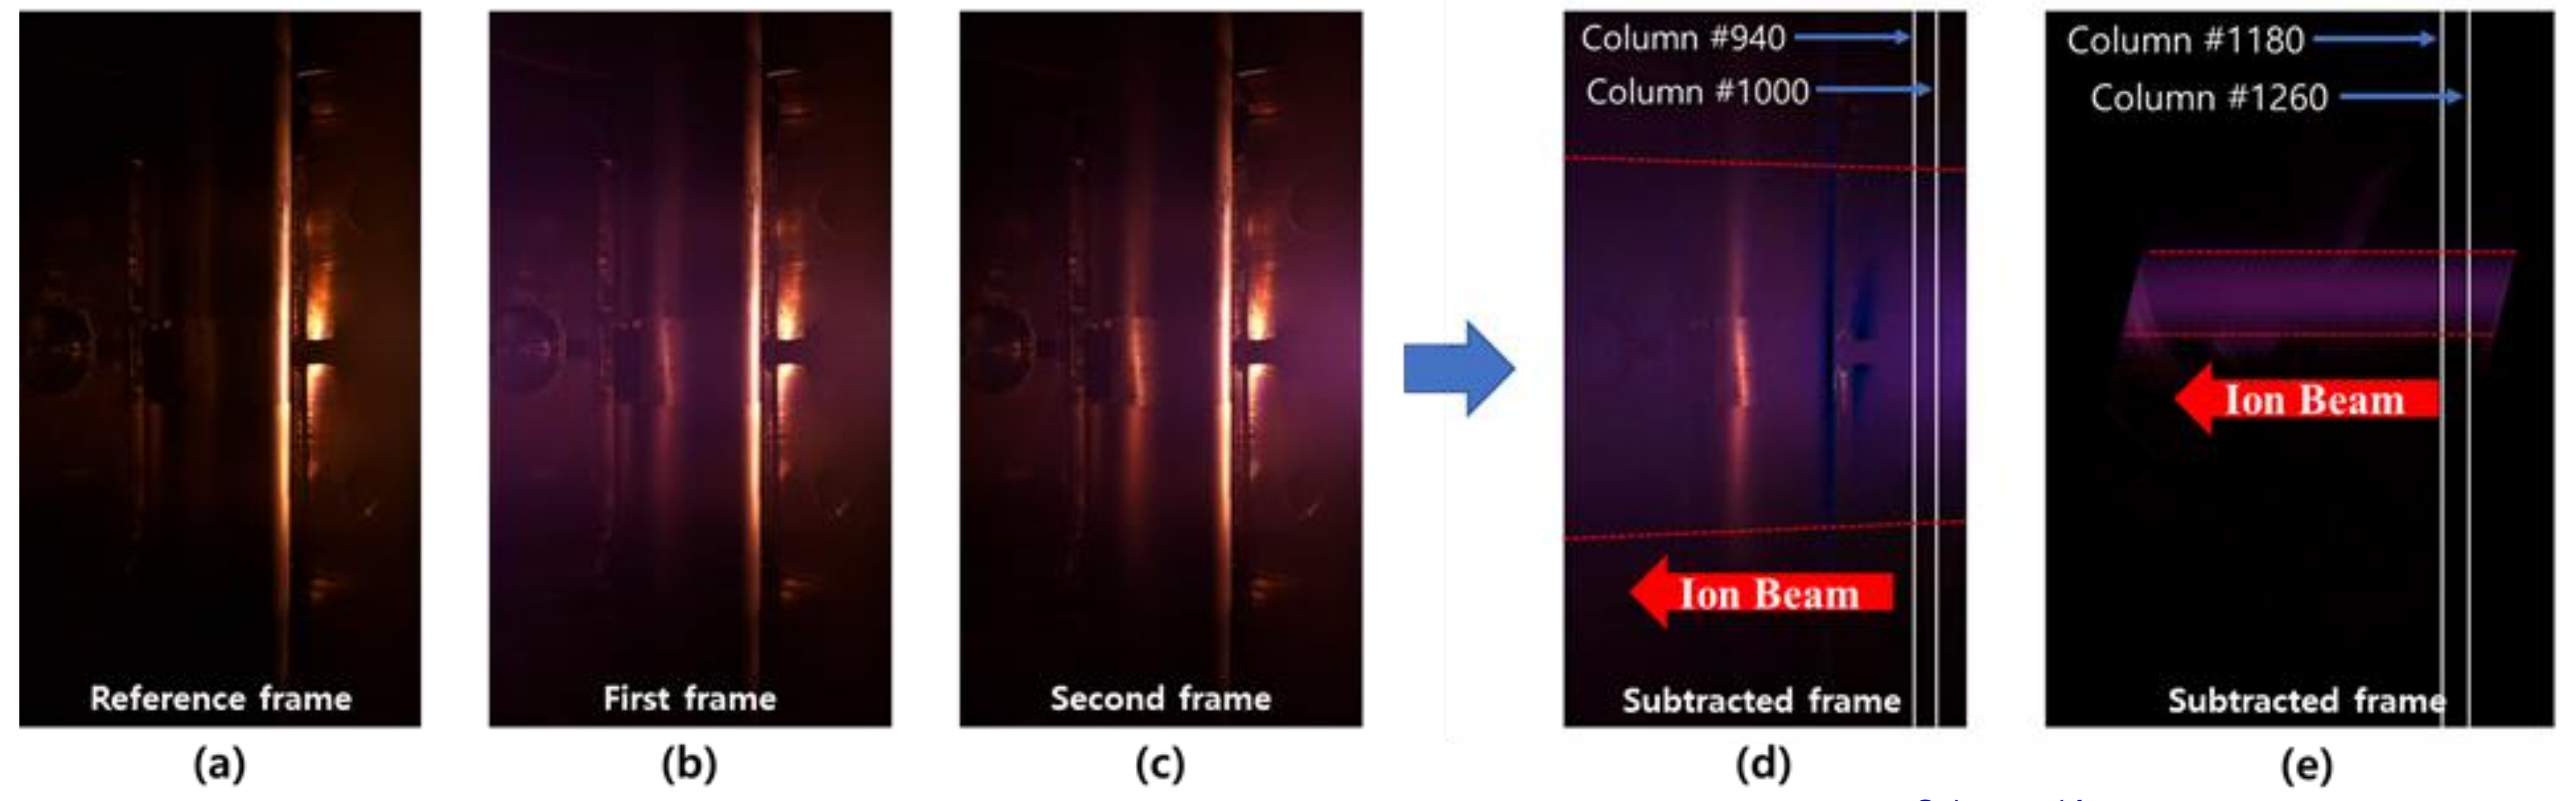 Reference frame
(a)
First frame
(b)
Second frame
(c)
Column #940
Column #1000
Ion Beam
Subtracted frame
(d)
Column #1180
Column #1260
Ion Beam
Subtracted frame
(e)